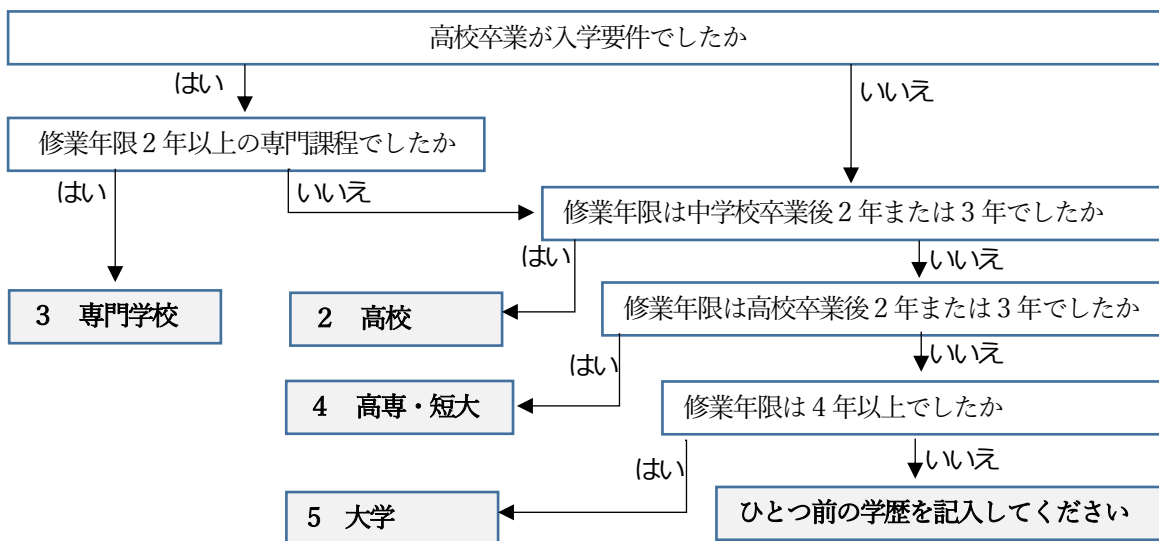 高校卒業が入学要件でしたか
はい
いいえ
修業年限２年以上の専門課程でしたか
はい
いいえ
修業年限は中学校卒業後２年または３年でしたか
はい
いいえ
３　専門学校
２　高校
修業年限は高校卒業後２年または３年でしたか
はい
いいえ
４　高専・短大
修業年限は４年以上でしたか
はい
いいえ
５　大学
ひとつ前の学歴を記入してください